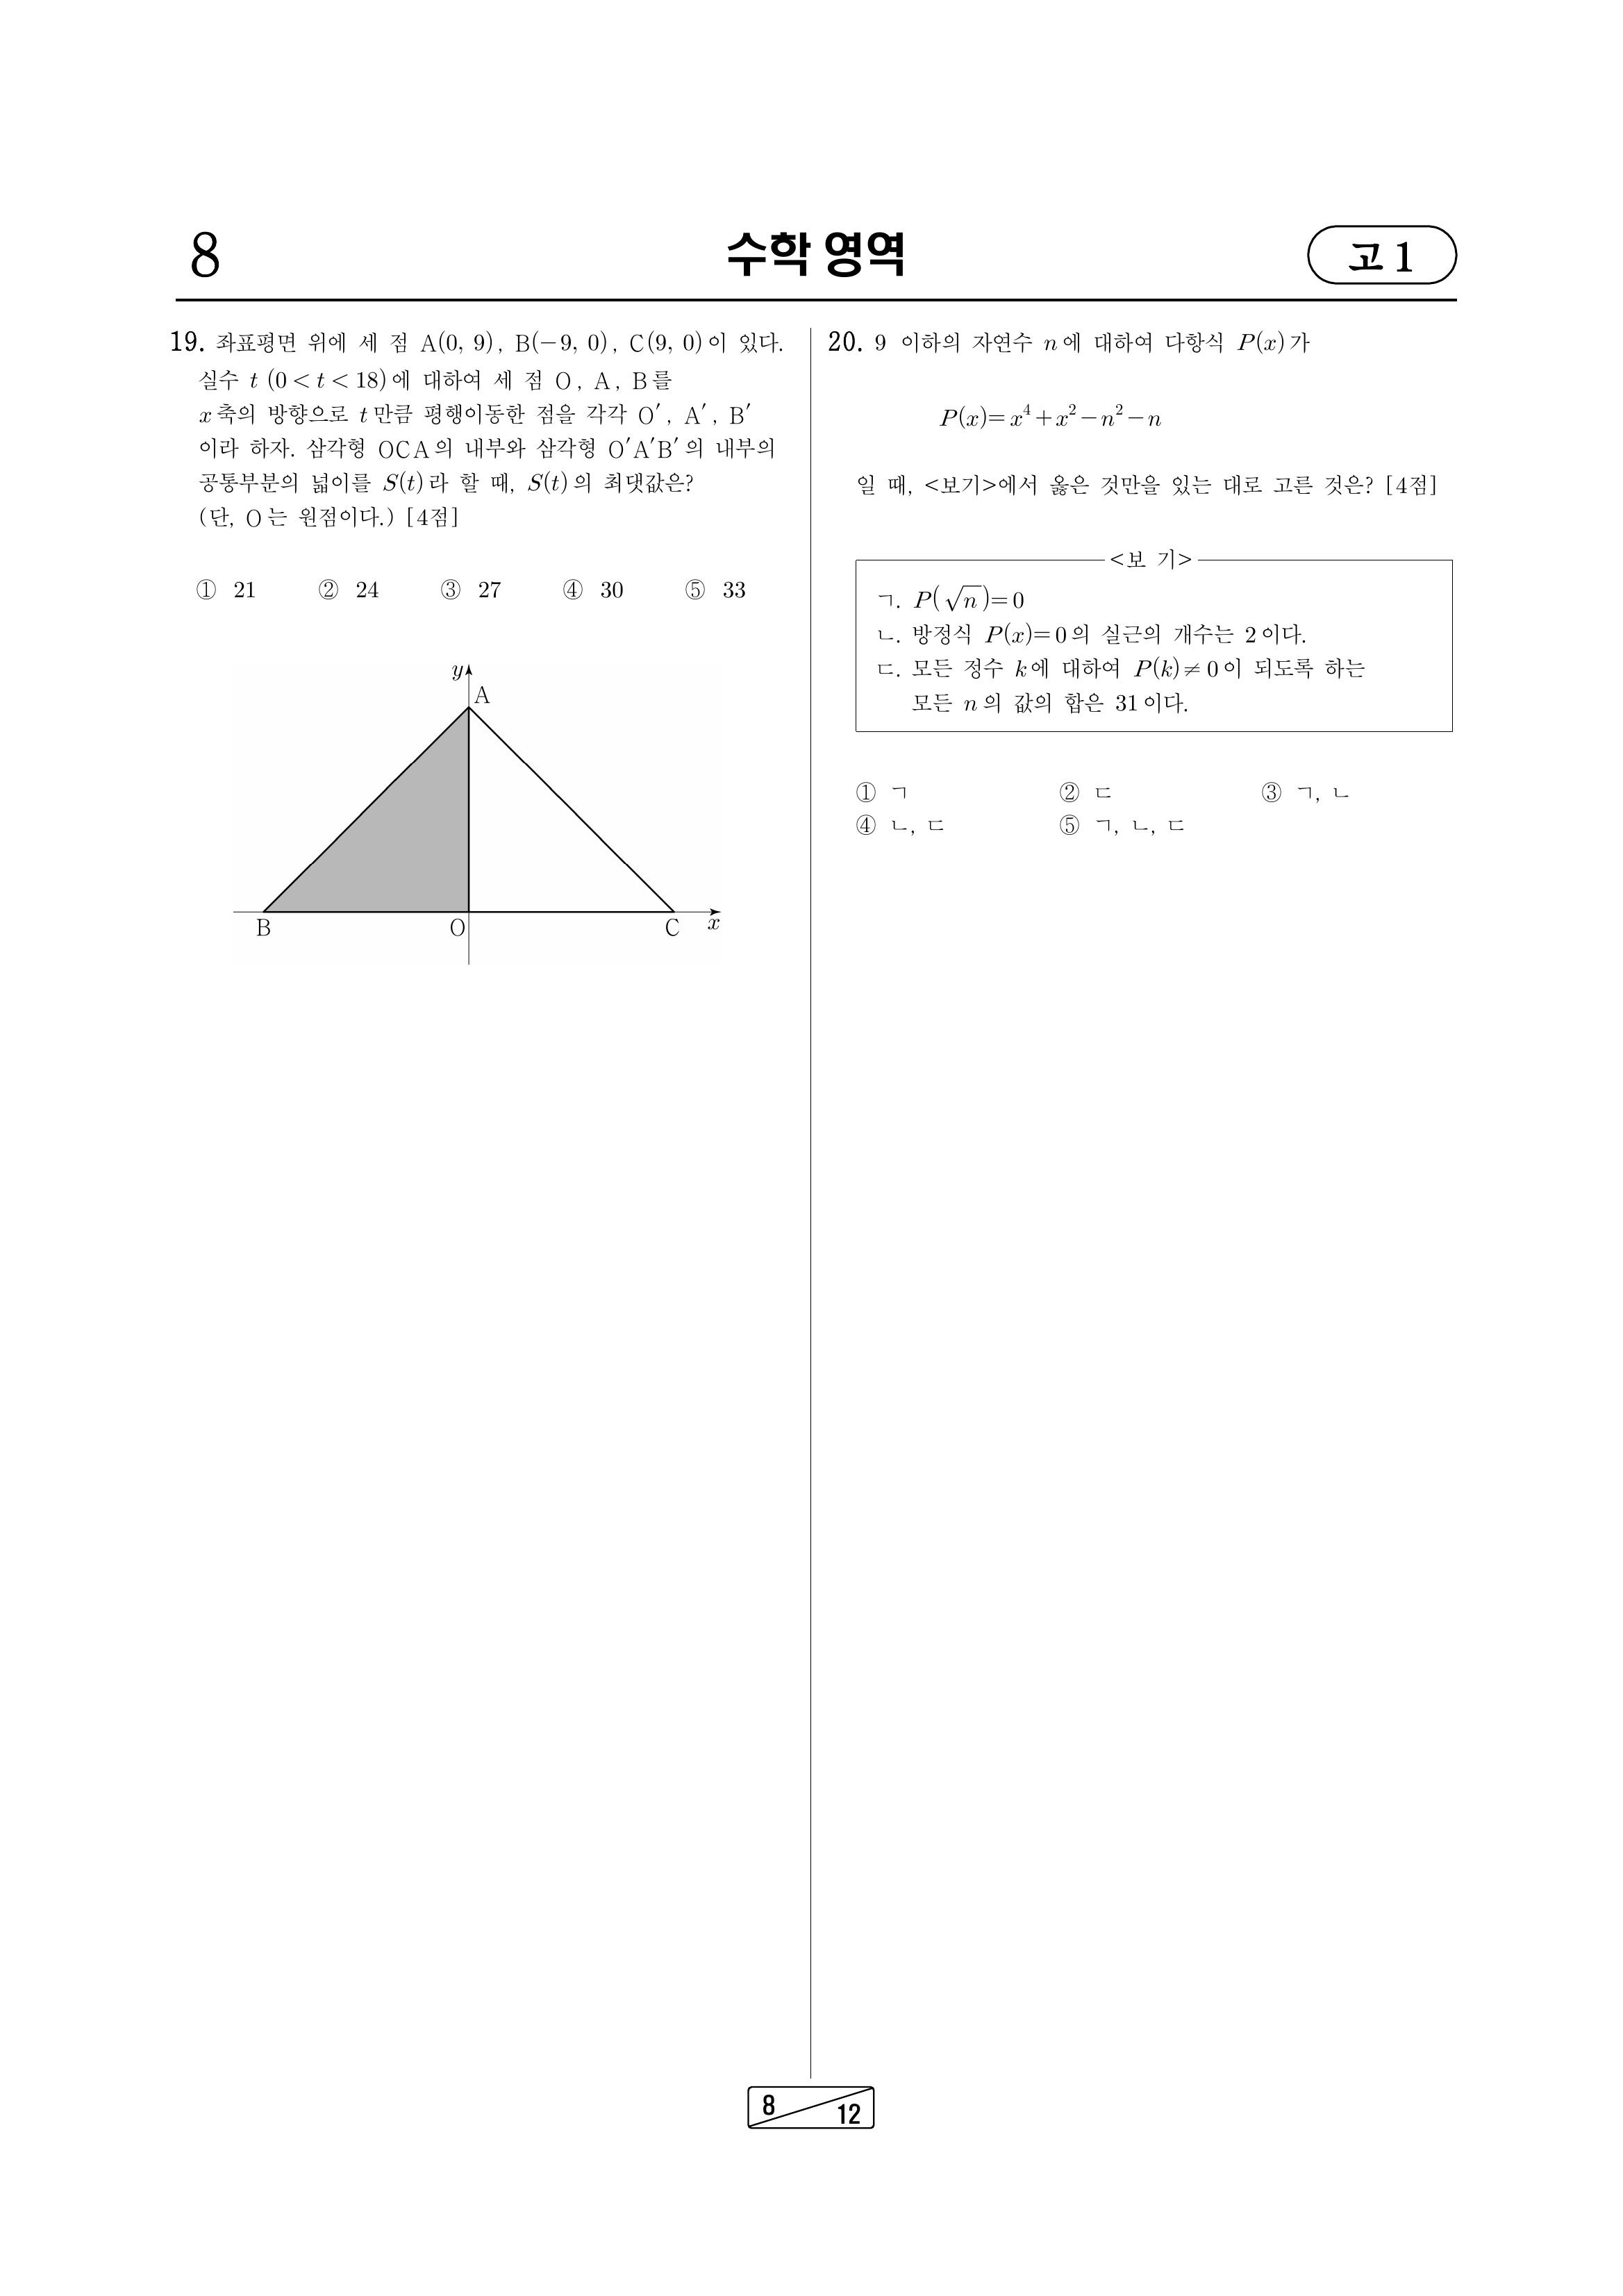 8
수학 영역
고 1
19. 좌표평면 위에 세 점 A(0, 9), B(−9, 0), C(9, 0)이 있다.
실수 t (0 < t < 18)에 대하여 세 점 O, A, B를
x축의 방향으로 t만큼 평행이동한 점을 각각 O′, A′, B′
이라 하자. 삼각형 OCA의 내부와 삼각형 O′A′B′의 내부의
공통부분의 넓이를 S(t)라 할 때, S(t)의 최댓값은?
(단, O는 원점이다.) [4점]
① 21 ② 24 ③ 27 ④ 30 ⑤ 33
y
A
B
O
C
x
20. 9 이하의 자연수 n에 대하여 다항식 P(x)가
P(x)=x⁴+x²−n²−n
일 때, <보기>에서 옳은 것만을 있는 대로 고른 것은? [4점]
<보 기>
ㄱ. P(√n)=0
ㄴ. 방정식 P(x)=0의 실근의 개수는 2이다.
ㄷ. 모든 정수 k에 대하여 P(k)≠0이 되도록 하는
모든 n의 값의 합은 31이다.
① ㄱ ② ㄷ ③ ㄱ, ㄴ
④ ㄴ, ㄷ ⑤ ㄱ, ㄴ, ㄷ
8
12